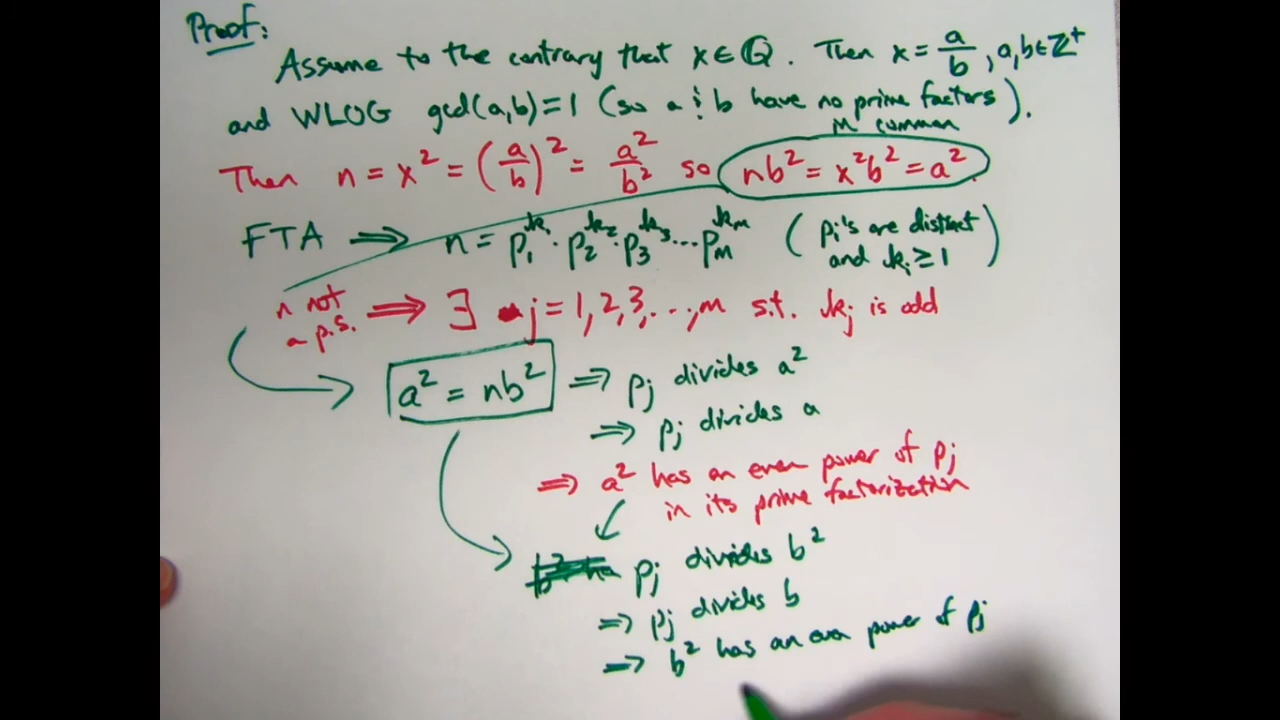 Proof:
Assume to the contrary that x ∈ ℚ. Then x = a/b, a,b ∈ ℤ⁺
and WLOG gcd(a,b)=1 (so a & b have no prime factors
in common).
Then n = x² = (a/b)² = a²/b² so nb² = x²b² = a²
FTA ⟹ n = p₁^k₁ · p₂^k₂ · p₃^k₃ ... pₘ^kₘ (pᵢ's are distinct
and kᵢ ≥ 1)
n not
a p.s. ⟹ ∃ j = 1, 2, 3, ..., m s.t. kⱼ is odd
a² = nb² ⟹ pⱼ divides a²
⟹ pⱼ divides a
⟹ a² has an even power of pⱼ
in its prime factorization
pⱼ divides b²
⟹ pⱼ divides b
⟹ b² has an even power of pⱼ